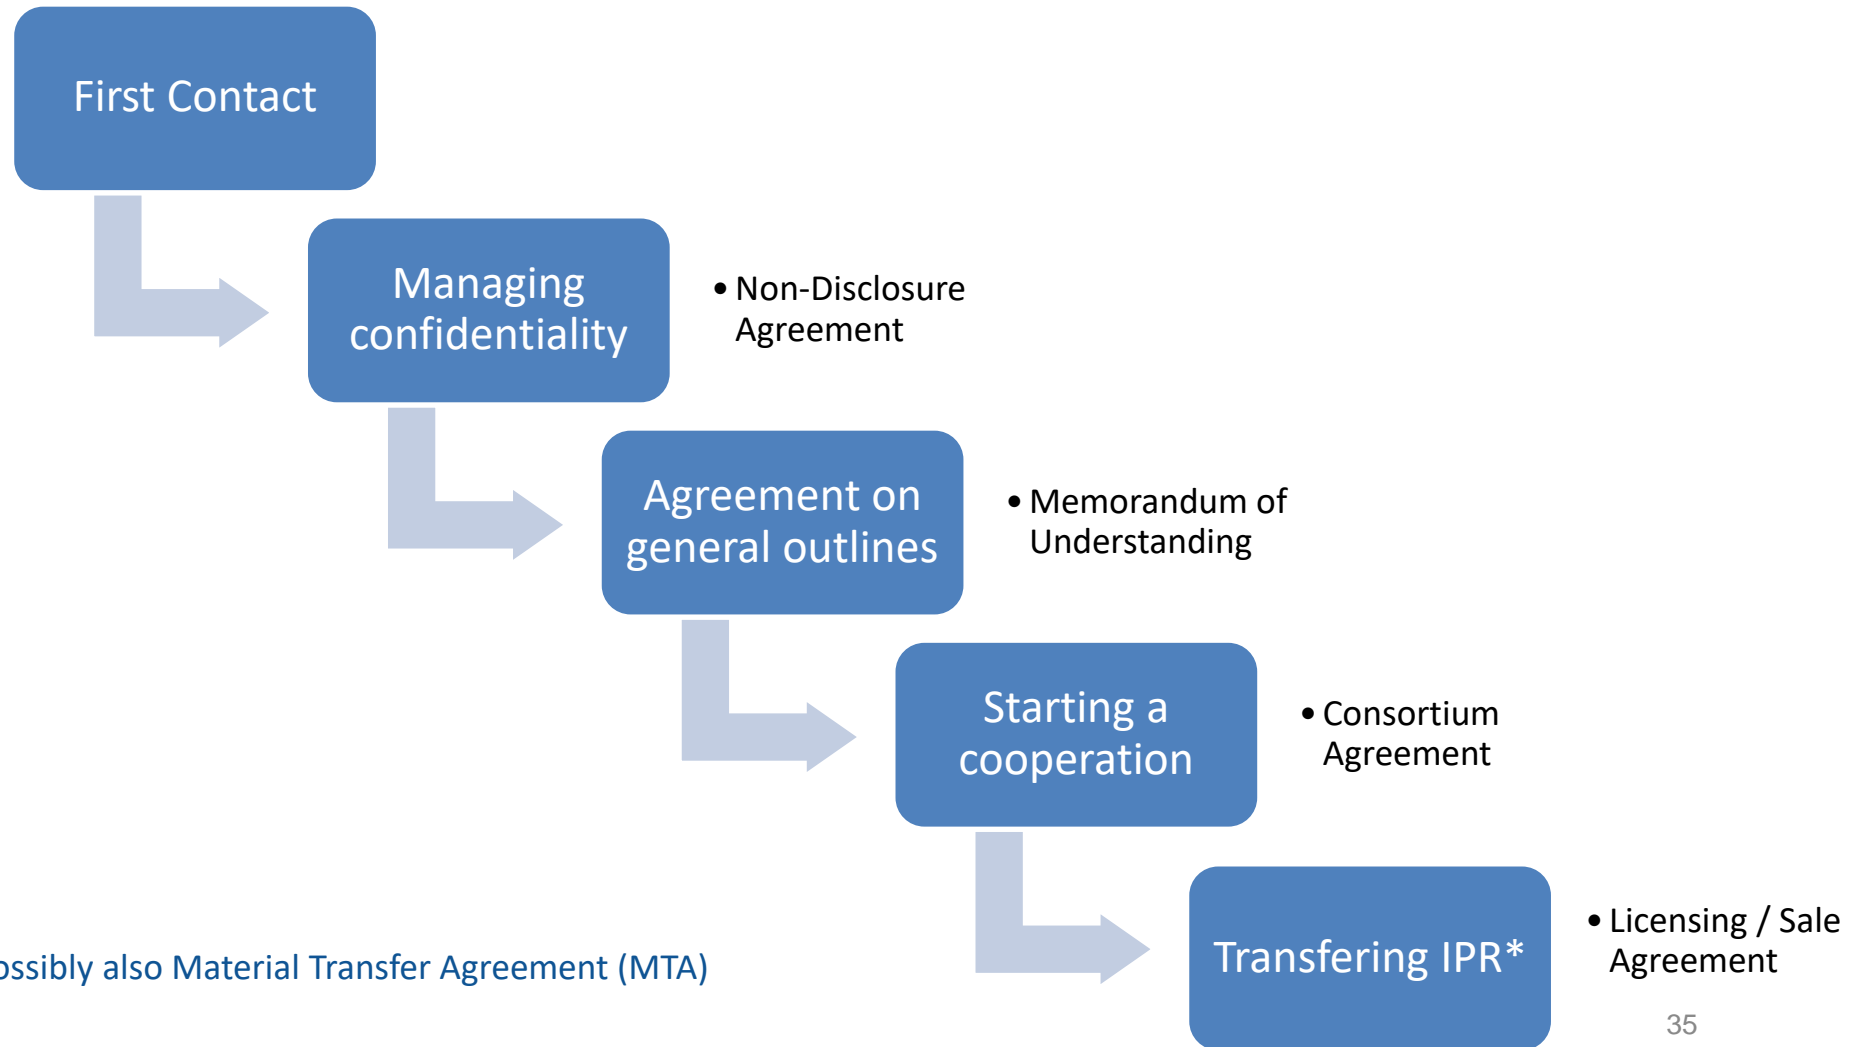 First Contact
Managing
confidentiality
• Non-Disclosure
Agreement
Agreement on
general outlines
• Memorandum of
Understanding
Starting a
cooperation
• Consortium
Agreement
Transfering IPR*
• Licensing / Sale
Agreement
also Material Transfer Agreement (MTA)
35